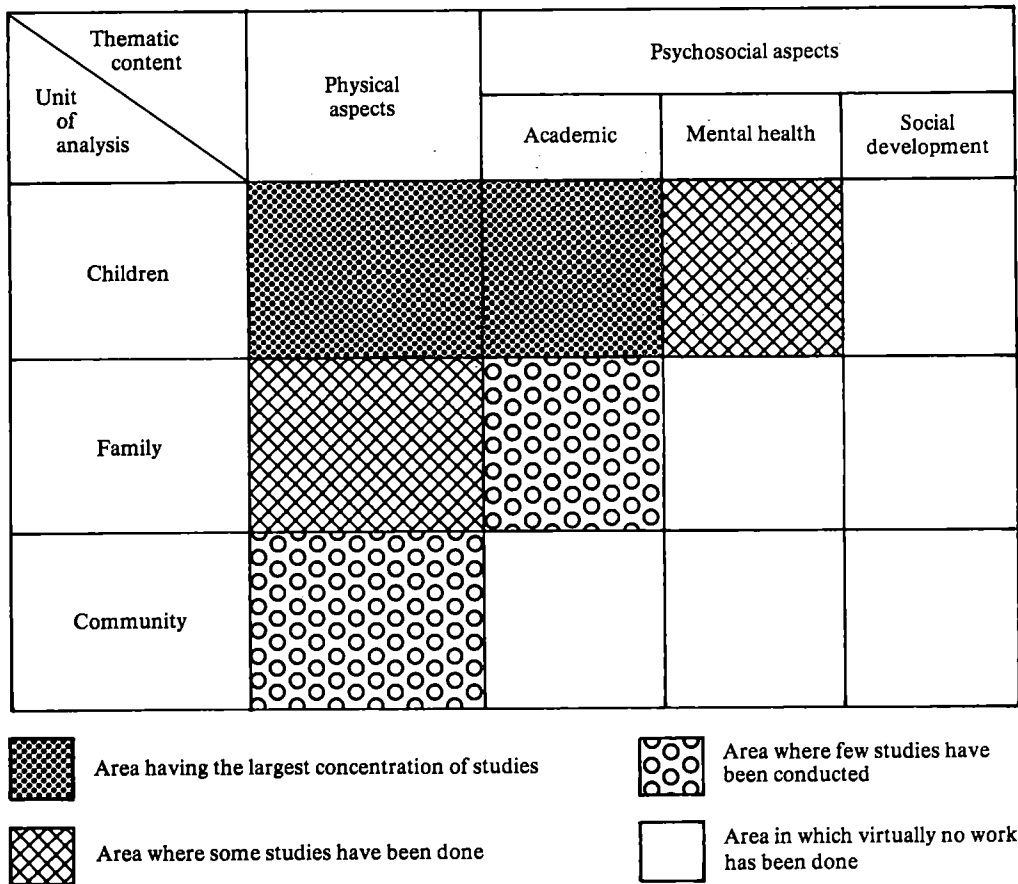 Thematic
content
Unit
of
analysis
Physical
aspects
Psychosocial aspects
Academic
Mental health
Social
development
Children
Family
Community
Area having the largest concentration of studies
Area where few studies have
been conducted
Area where some studies have been done
Area in which virtually no work
has been done